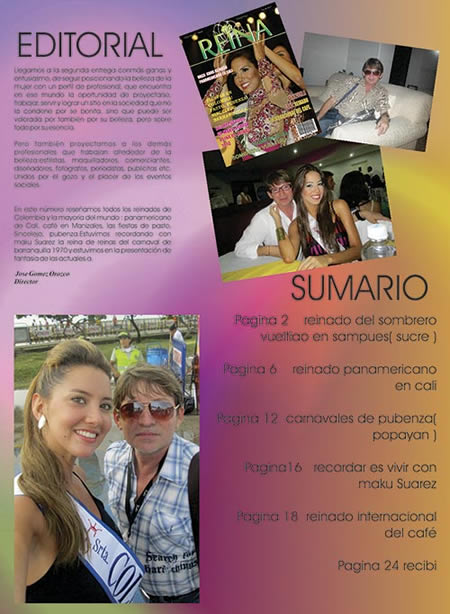 EDITORIAL
Llegamos a la segunda entrega conmás ganas y
entusiasmo, de seguir posicionando la belleza de la
mujer con un perfil de profesional, que encuentra
en ese mundo la oportunidad de proyectarse,
trabajar, servir y lograr un sitio en la sociedad que no
la condene por se bonita, sino que pueda ser
valorada por también por su belleza, pero sobre
todo por su esencia.
Pero también proyectamos a los demás
profesionales que trabajan alrededor de la
belleza:estilistas, maquilladores, comerciantes,
diseñadores, fotografos, periodistas, publicitas etc.
Unidos por el gozo y el placer de los eventos
sociales.
En este número reseñamos todos los reinados de
Colombia y la mayoria del mundo : panamericano
de Cali, café en Manizales, las fiestas de pasto,
Sincelejo, pubenza.Estuvimos recordando con
maku Suarez la reina de reinas del carnaval de
barranquilla 1970 y estuvimos en la presentación de
fantasia de las actuales a.
Jose Gomez Orozco
Director
REINA
SUMARIO
Pagina 2 reinado del sombrero
vueltiao en sampues( sucre )
Pagina 6 reinado panamericano
en cali
Pagina 12 carnavales de pubenza(
popayan )
Pagina16 recordar es vivir con
maku Suarez
Pagina 18 reinado internacional
del café
Pagina 24 recibi
Srta.